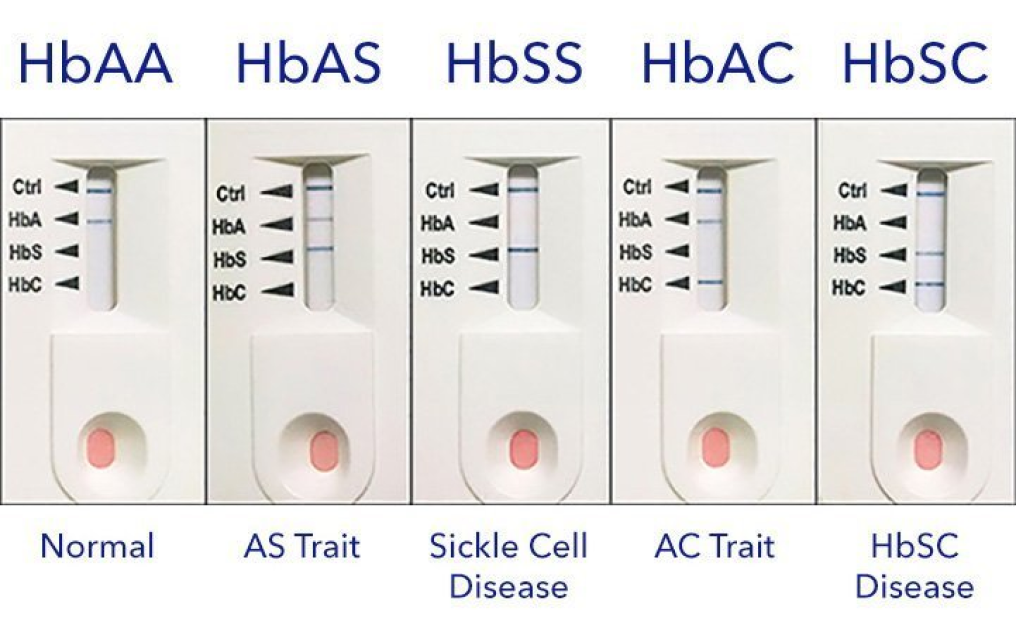 HbAA HbAS HbSS HbAC HbSC
Ctrl
HbA
HbS
HbC
Ctrl
HbA
HbS
HbC
Ctrl
HbA
HbS
HbC
Ctrl
HbA
HbS
HbC
Ctrl
HbA
HbS
HbC
Normal
AS Trait
Sickle Cell
Disease
AC Trait
HbSC
Disease